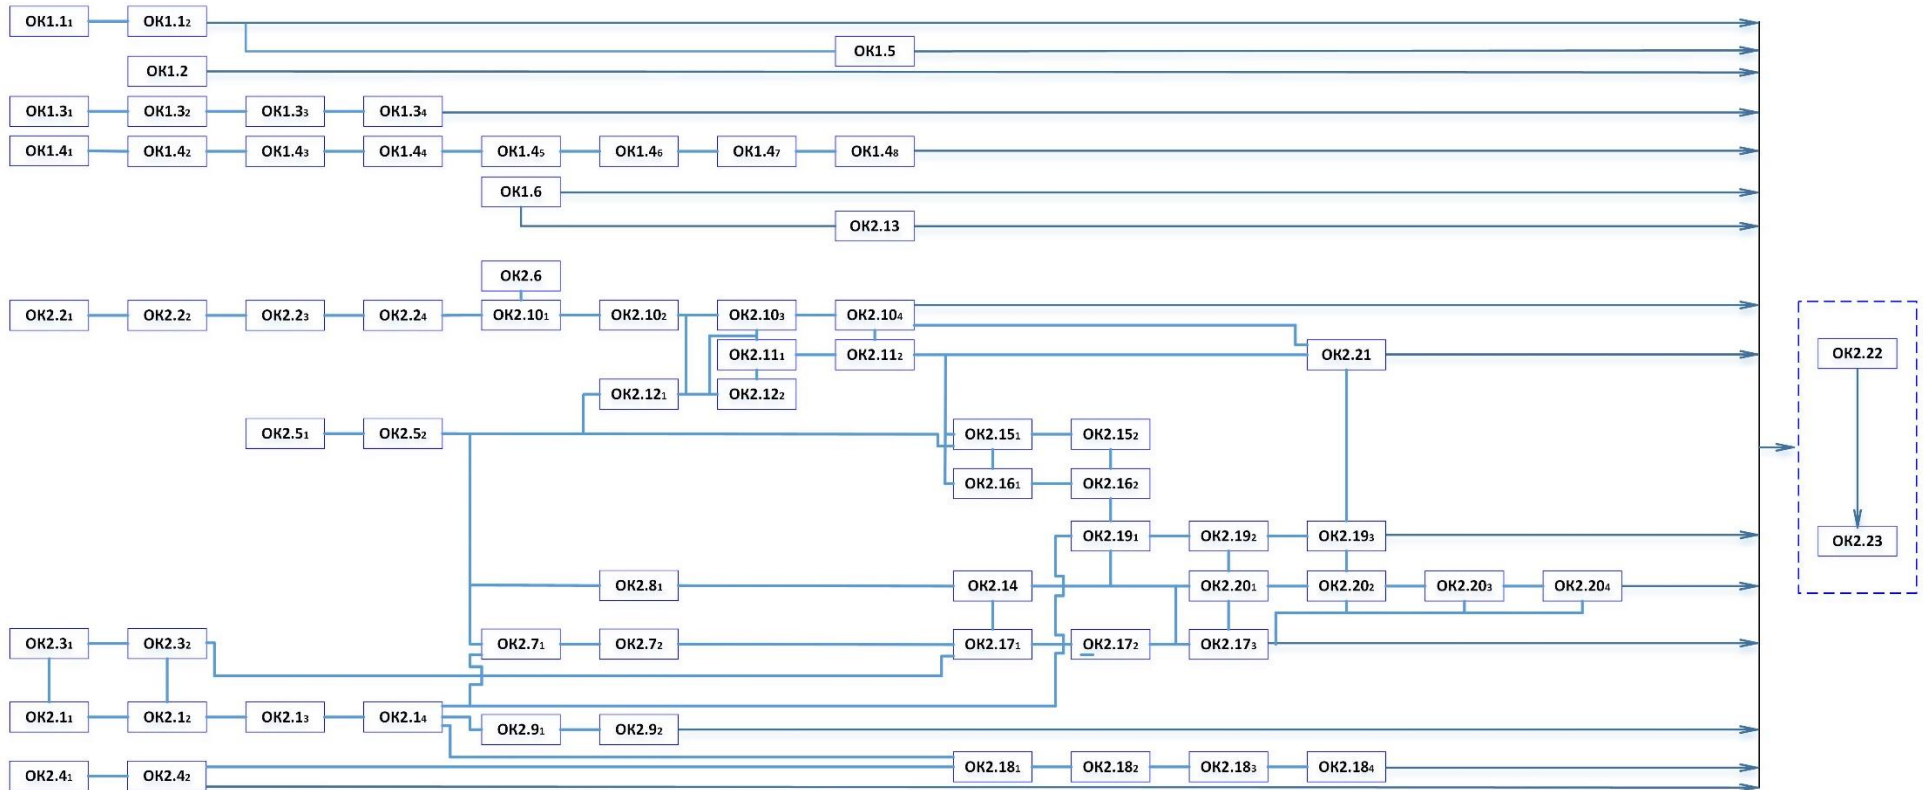 ОК1.1₁ ОК1.1₂
ОК1.5
ОК1.2
ОК1.3₁ ОК1.3₂ ОК1.3₃ ОК1.3₄
ОК1.4₁ ОК1.4₂ ОК1.4₃ ОК1.4₄ ОК1.4₅ ОК1.4₆ ОК1.4₇ ОК1.4₈
ОК1.6
ОК2.13
ОК2.6
ОК2.2₁ ОК2.2₂ ОК2.2₃ ОК2.2₄ ОК2.10₁ ОК2.10₂ ОК2.10₃ ОК2.10₄
ОК2.11₁ ОК2.11₂ ОК2.21 ОК2.22
ОК2.12₁ ОК2.12₂
ОК2.5₁ ОК2.5₂ ОК2.15₁ ОК2.15₂
ОК2.16₁ ОК2.16₂
ОК2.19₁ ОК2.19₂ ОК2.19₃ ОК2.23
ОК2.8₁ ОК2.14 ОК2.20₁ ОК2.20₂ ОК2.20₃ ОК2.20₄
ОК2.3₁ ОК2.3₂ ОК2.7₁ ОК2.7₂ ОК2.17₁ ОК2.17₂ ОК2.17₃
ОК2.1₁ ОК2.1₂ ОК2.1₃ ОК2.1₄
ОК2.9₁ ОК2.9₂
ОК2.4₁ ОК2.4₂ ОК2.18₁ ОК2.18₂ ОК2.18₃ ОК2.18₄